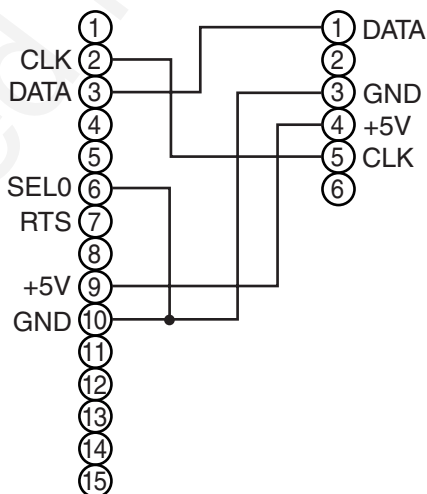 1
CLK 2
DATA 3
4
5
SEL0 6
RTS 7
8
+5V 9
GND 10
11
12
13
14
15
1 DATA
2
3 GND
4 +5V
5 CLK
6